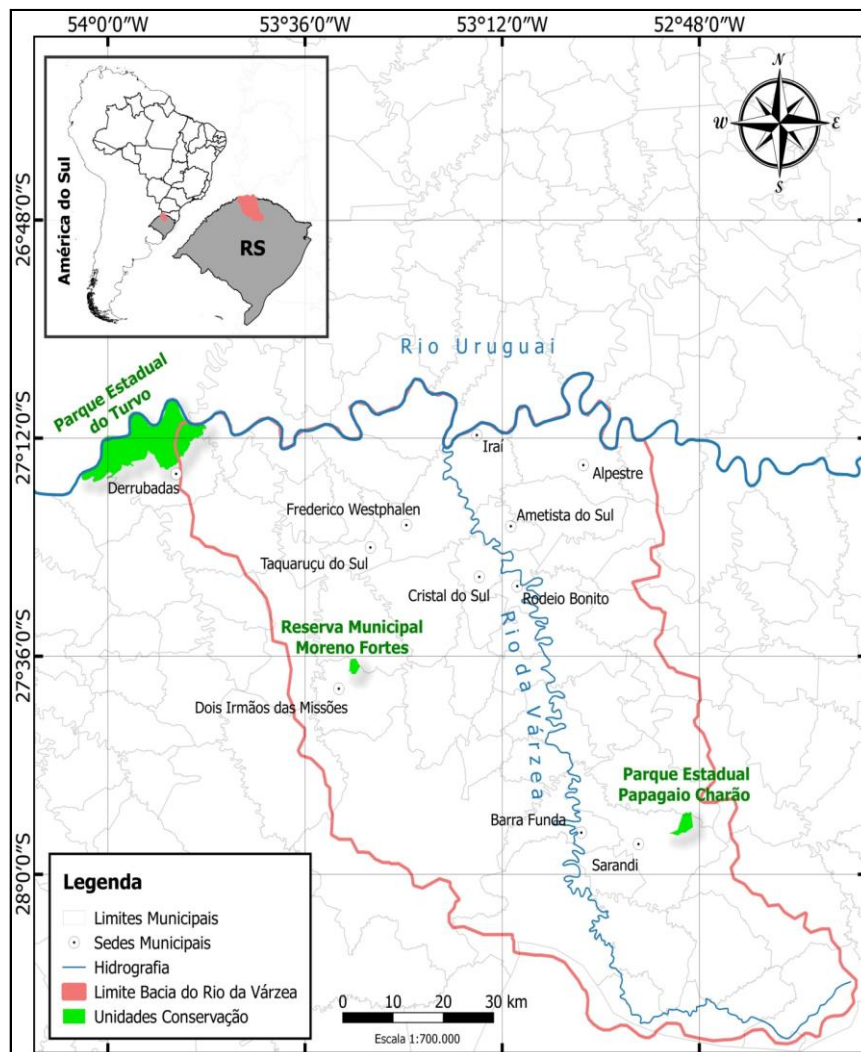 54°0'0"W
53°36'0"W
53°12'0"W
52°48'0"W
América do Sul
RS
N
W
E
S
26°48'0"S
27°12'0"S
27°36'0"S
28°0'0"S
Rio Uruguai
Parque Estadual
do Turvo
Derrubadas
Iraí
Alpestre
Frederico Westphalen
Ametista do Sul
Taquaruçu do Sul
Cristal do Sul
Rodeio Bonito
Rio da Várzea
Reserva Municipal
Moreno Fortes
Dois Irmãos das Missões
Parque Estadual
Papagaio Charão
Barra Funda
Sarandi
Legenda
Limites Municipais
Sedes Municipais
Hidrografia
Limite Bacia do Rio da Várzea
Unidades Conservação
0 10 20 30 km
Escala 1:700.000